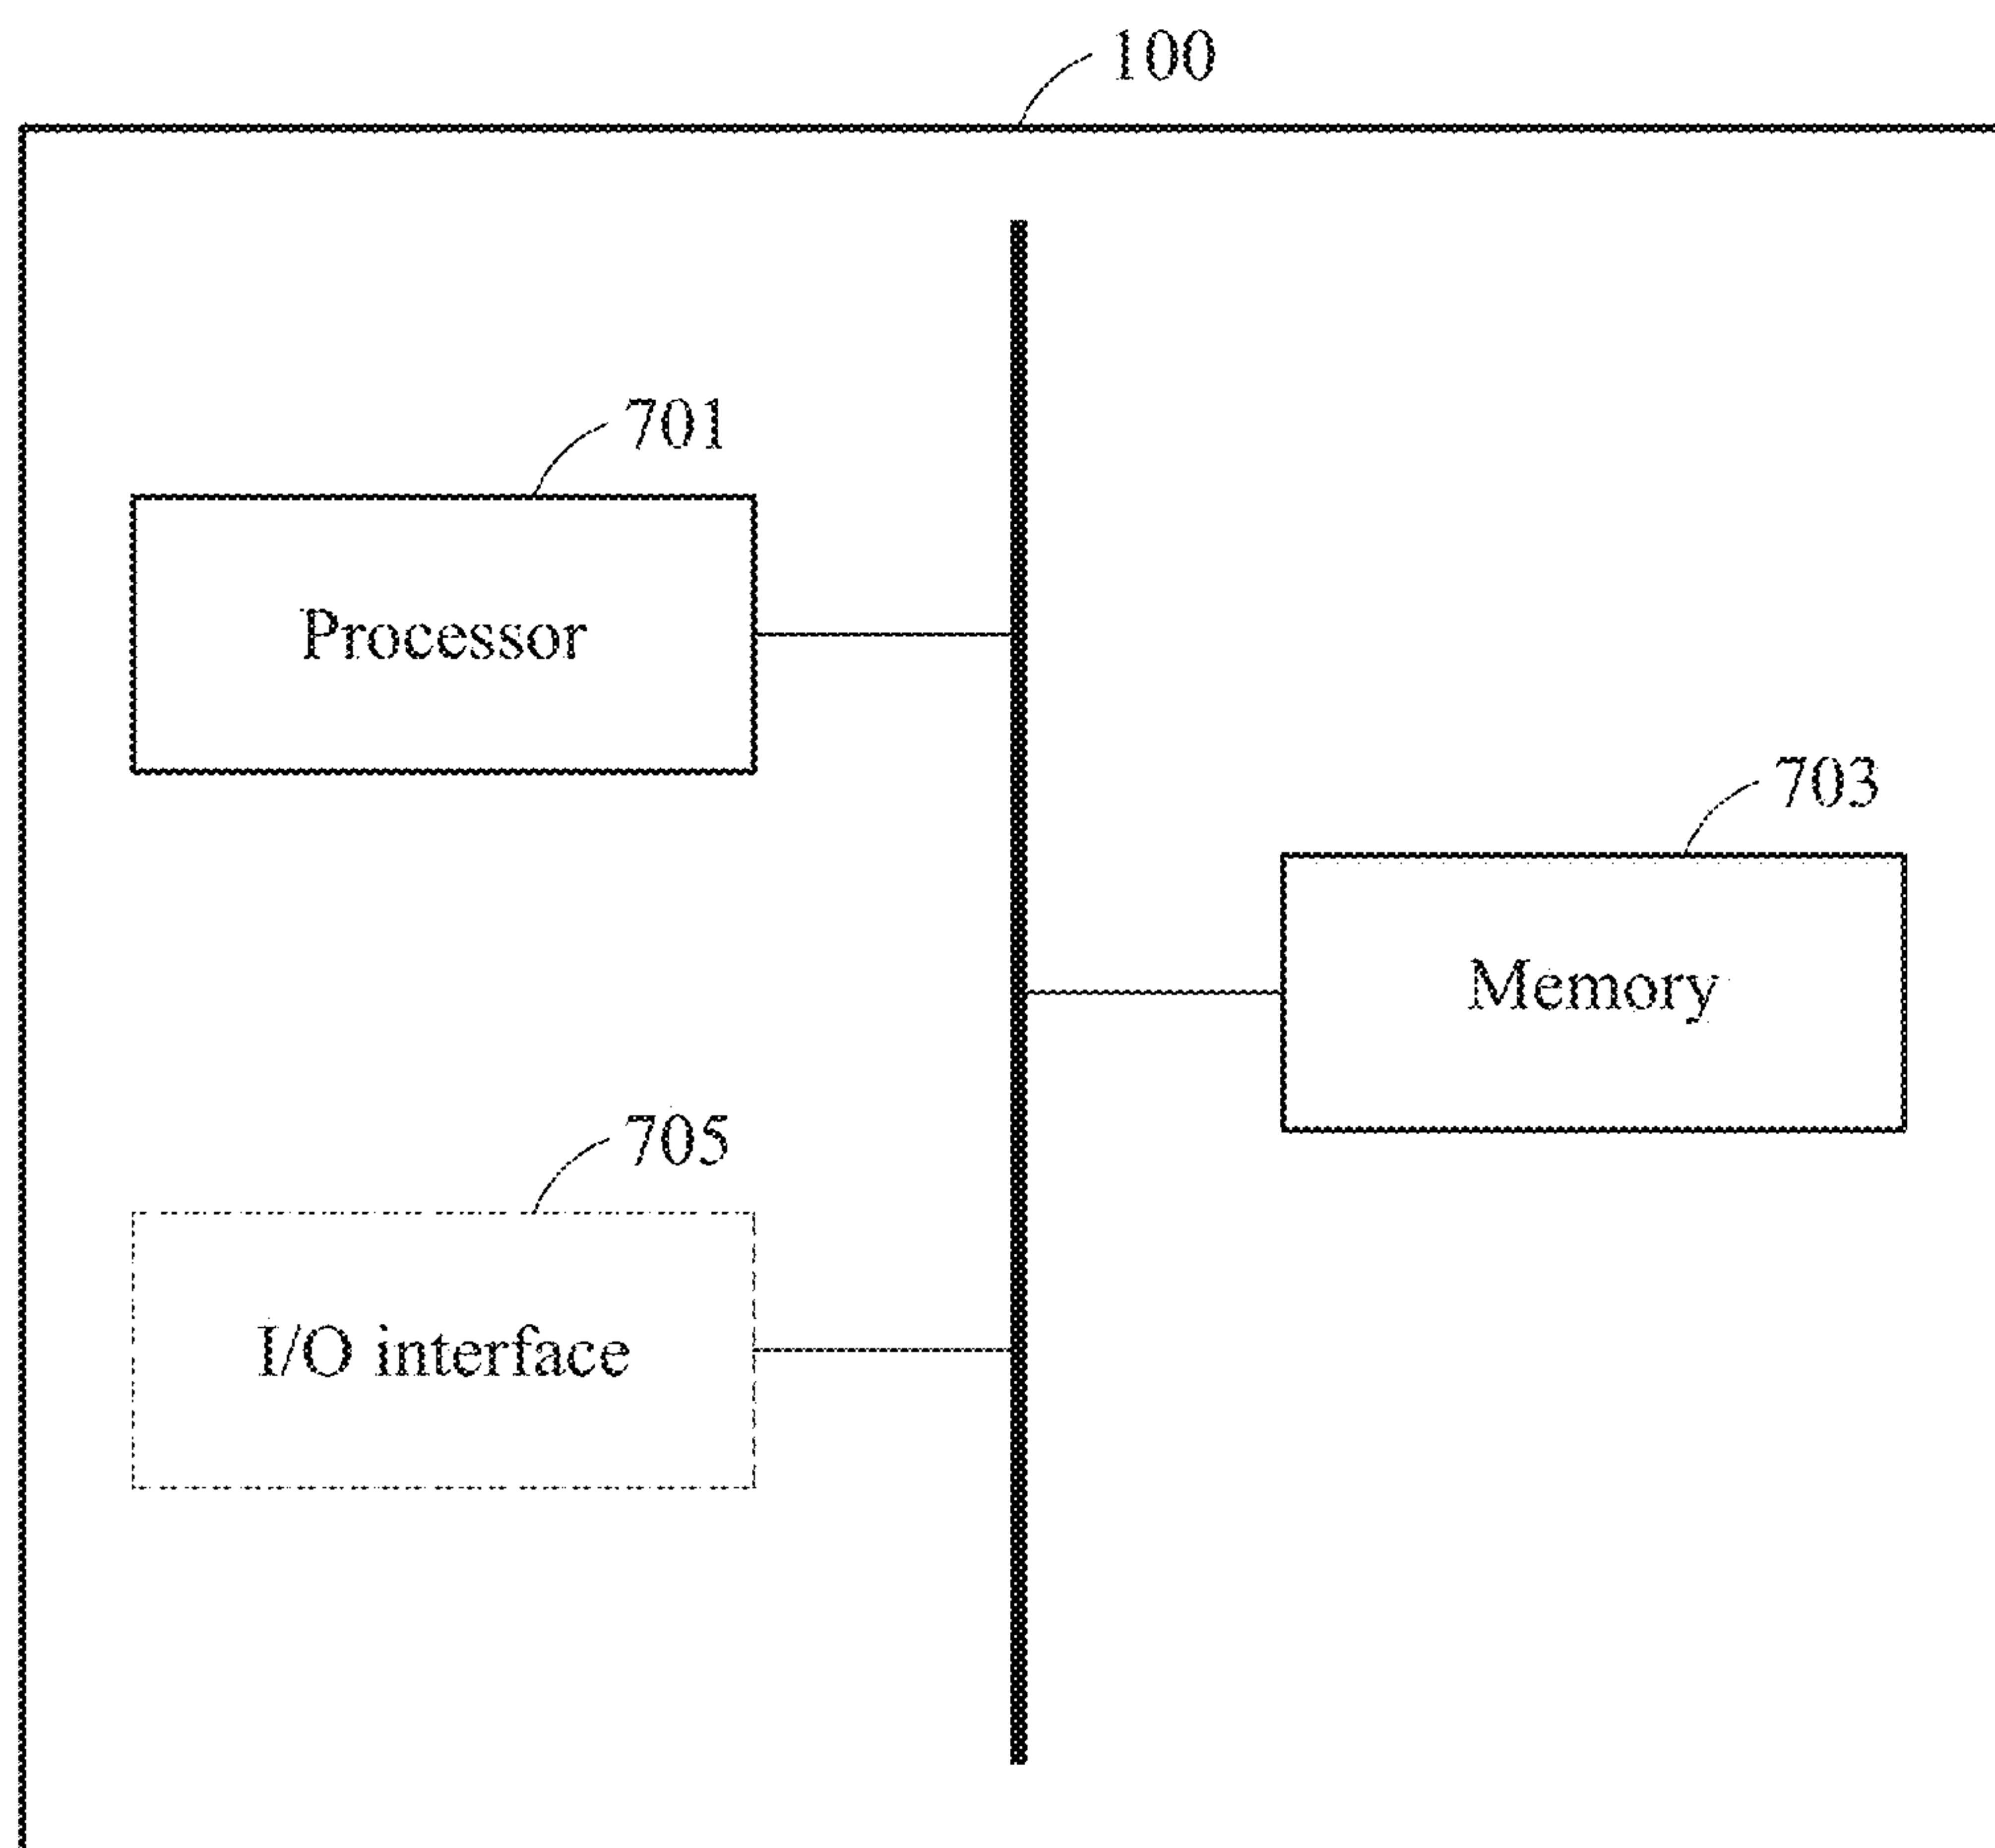 100
701
Processor
703
Memory
705
I/O interface